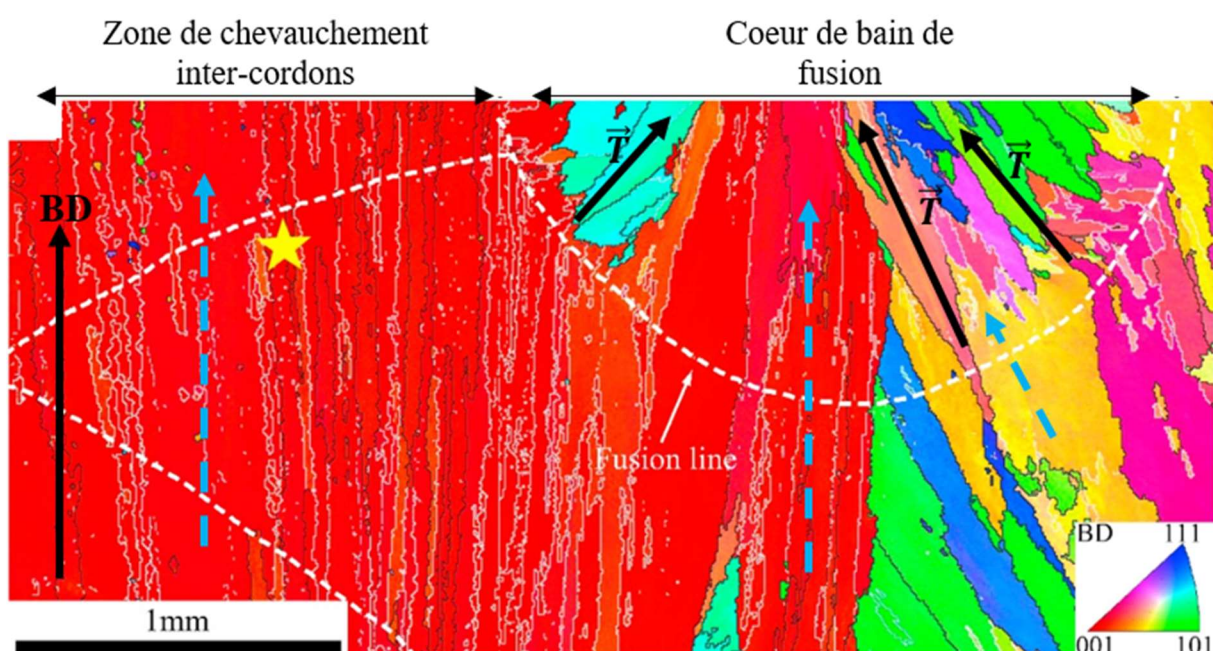 Zone de chevauchement
inter-cordons
Coeur de bain de
fusion
T
T
T
BD
Fusion line
BD
111
001
101
1mm